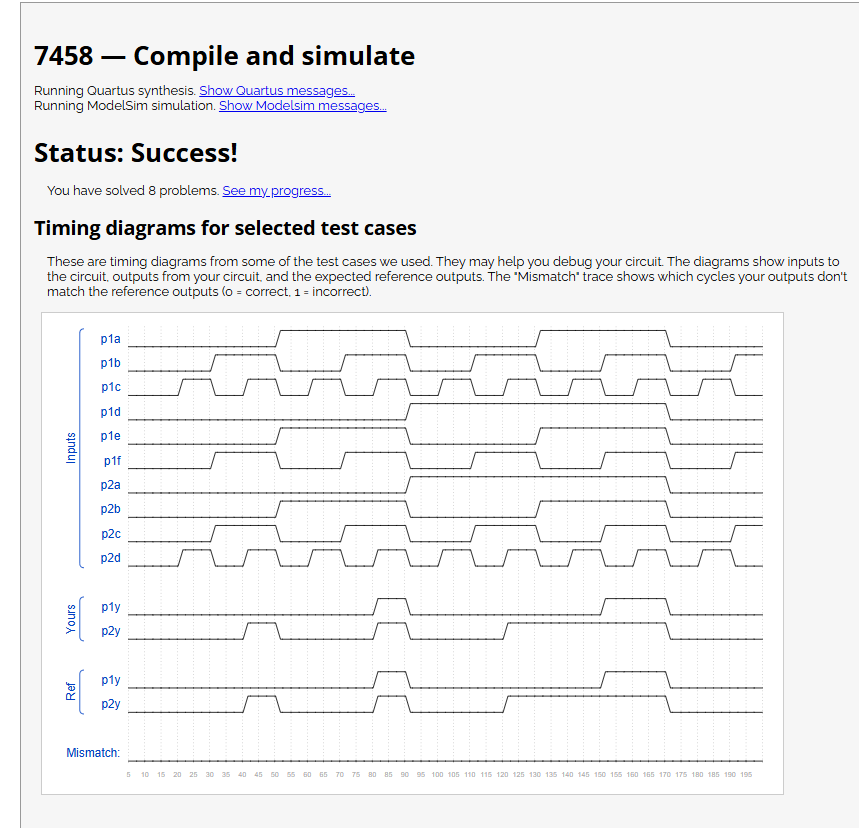 7458 — Compile and simulate
Running Quartus synthesis. Show Quartus messages...
Running ModelSim simulation. Show Modelsim messages...
Status: Success!
You have solved 8 problems. See my progress...
Timing diagrams for selected test cases
These are timing diagrams from some of the test cases we used. They may help you debug your circuit. The diagrams show inputs to
the circuit, outputs from your circuit, and the expected reference outputs. The "Mismatch" trace shows which cycles your outputs don't
match the reference outputs (0 = correct, 1 = incorrect).
Inputs
p1a
p1b
p1c
p1d
p1e
p1f
p2a
p2b
p2c
p2d
Yours
p1y
p2y
Ref
p1y
p2y
Mismatch:
5 10 15 20 25 30 35 40 45 50 55 60 65 70 75 80 85 90 95 100 105 110 115 120 125 130 135 140 145 150 155 160 165 170 175 180 185 190 195